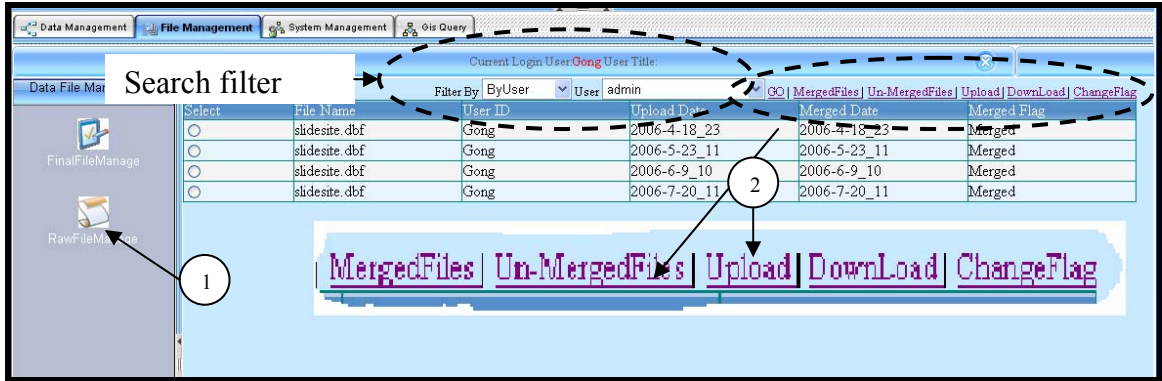 Data Management File Management System Management Gis Query
Current Login User:Gong User Title:
Search filter
Data File Ma
Filter By ByUser User admin GO | MergedFiles | Un-MergedFiles | Upload | DownLoad | ChangeFlag
Select File Name User ID Upload Date Merged Date Merged Flag
slidesite.dbf Gong 2006-4-18_23 2006-4-18_23 Merged
slidesite.dbf Gong 2006-5-23_11 2006-5-23_11 Merged
slidesite.dbf Gong 2006-6-9_10 2006-6-9_10 Merged
slidesite.dbf Gong 2006-7-20_11 2006-7-20_11 Merged
FinalFileManage
RawFileManage
1
2
MergedFiles | Un-MergedFiles | Upload | DownLoad | ChangeFlag